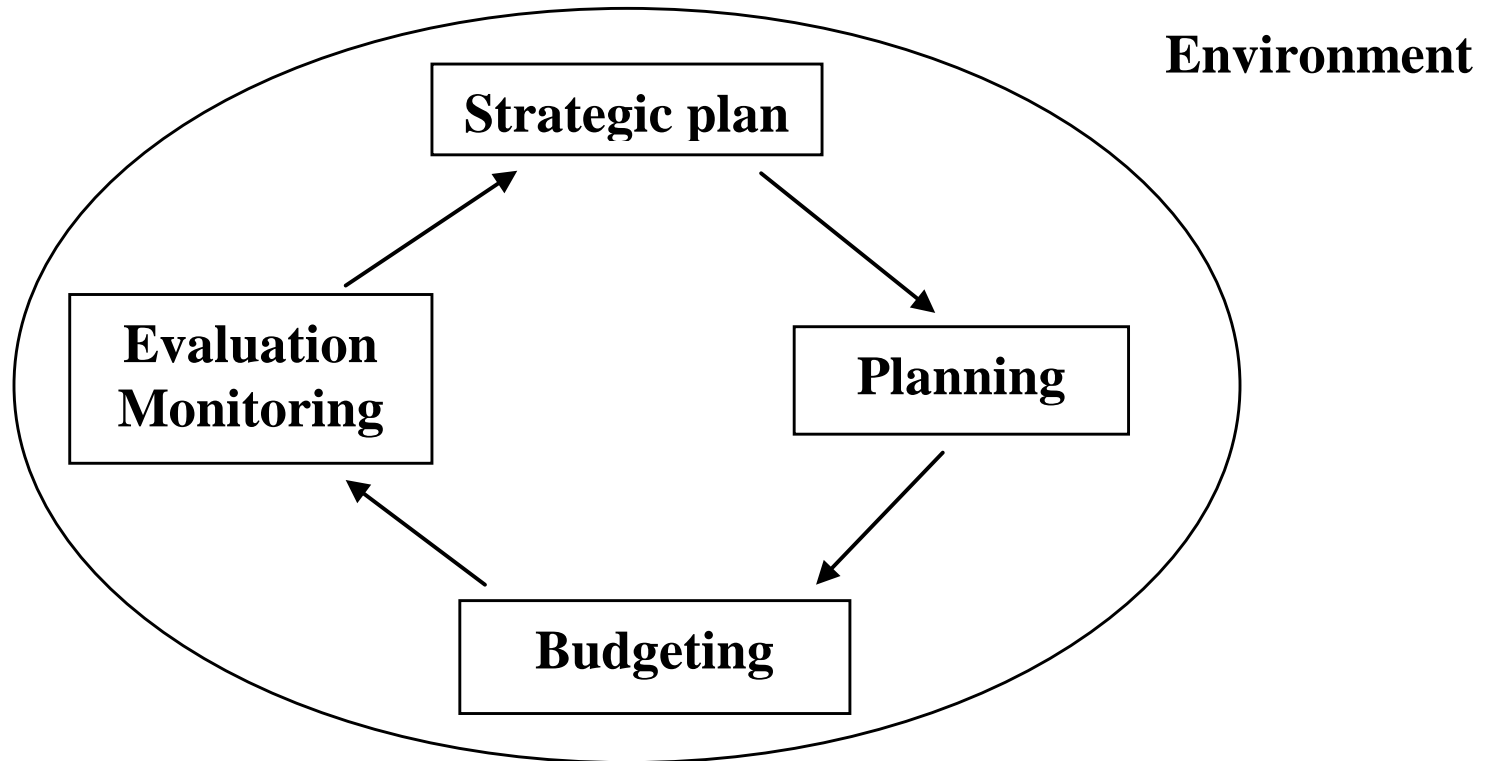 Environment
Strategic plan
Evaluation
Monitoring
Planning
Budgeting